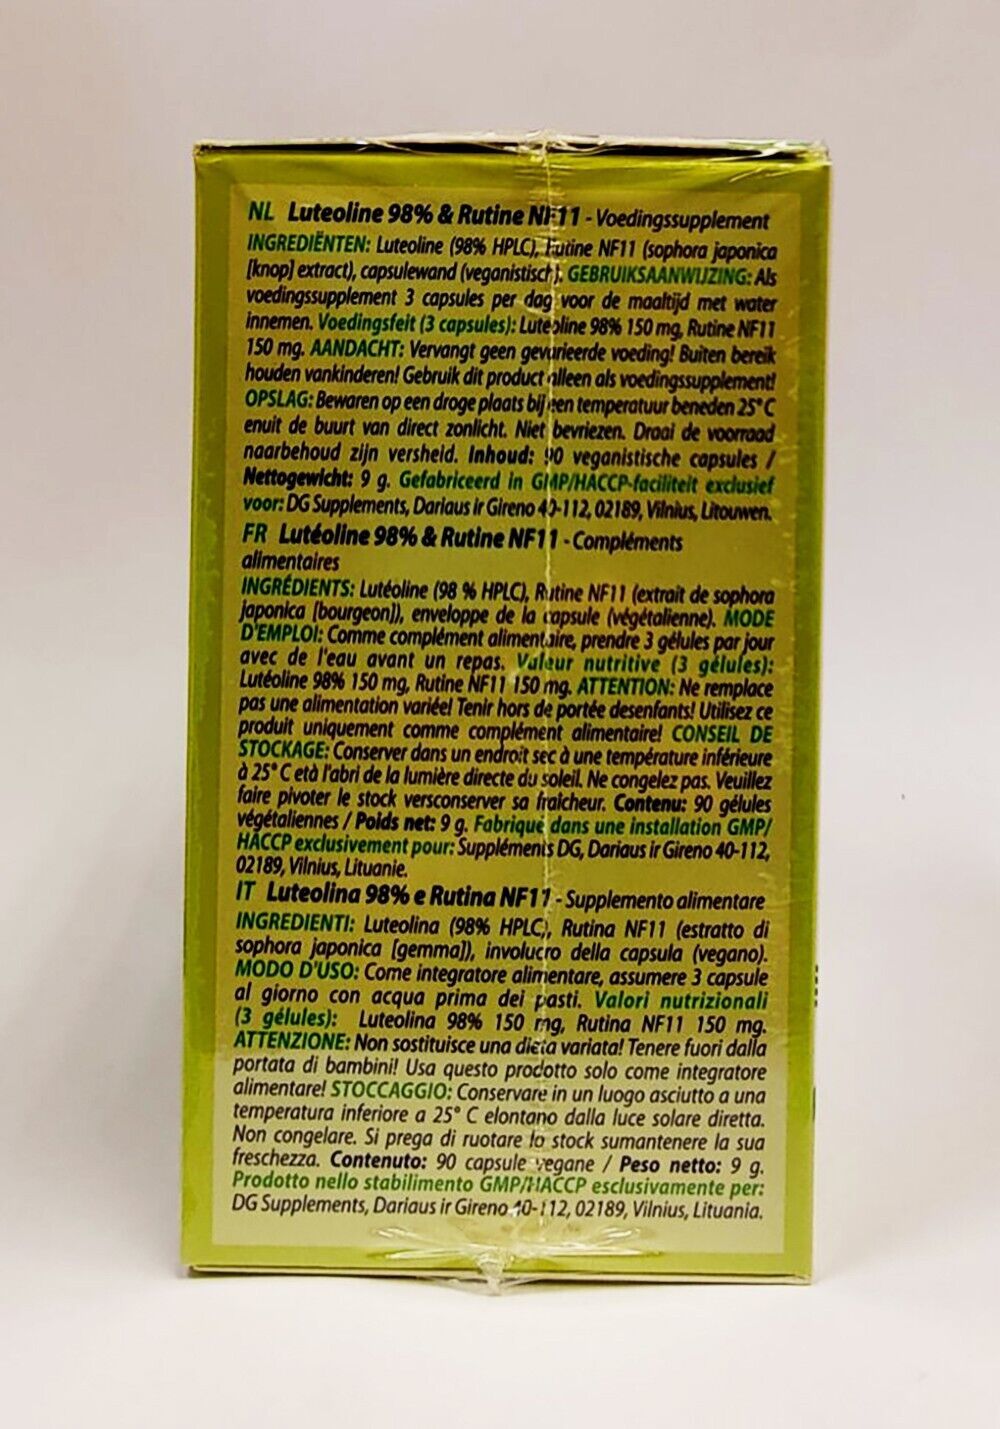 NL Luteoline 98% & Rutine NF11 - Voedingssupplement
INGREDIËNTEN: Luteoline (98% HPLC), Rutine NF11 (sophora japonica
[knop] extract), capsulewand (veganistisch). GEBRUIKSAANWIJZING: Als
voedingssupplement 3 capsules per dag voor de maaltijd met water
innemen. Voedingsfeit (3 capsules): Luteoline 98% 150 mg, Rutine NF11
150 mg. AANDACHT: Vervangt geen gevarieerde voeding! Buiten bereik
houden vankinderen! Gebruik dit product alleen als voedingssupplement!
OPSLAG: Bewaren op een droge plaats bij een temperatuur beneden 25° C
enuit de buurt van direct zonlicht. Niet bevriezen. Draai de voorraad
naarbehoud zijn versheid. Inhoud: 90 veganistische capsules /
Nettogewicht: 9 g. Gefabriceerd in GMP/HACCP-faciliteit exclusief
voor: DG Supplements, Dariaus ir Gireno 40-112, 02189, Vilnius, Litouwen.
FR Lutéoline 98% & Rutine NF11 - Compléments
alimentaires
INGRÉDIENTS: Lutéoline (98 % HPLC), Rutine NF11 (extrait de sophora
japonica [bourgeon]), enveloppe de la capsule (végétalienne). MODE
D'EMPLOI: Comme complément alimentaire, prendre 3 gélules par jour
avec de l'eau avant un repas. Valeur nutritive (3 gélules):
Lutéoline 98% 150 mg, Rutine NF11 150 mg. ATTENTION: Ne remplace
pas une alimentation variée! Tenir hors de portée desenfants! Utilisez ce
produit uniquement comme complément alimentaire! CONSEIL DE
STOCKAGE: Conserver dans un endroit sec à une température inférieure
à 25° C età l'abri de la lumière directe du soleil. Ne congelez pas. Veuillez
faire pivoter le stock versconserver sa fraîcheur. Contenu: 90 gélules
végétaliennes / Poids net: 9 g. Fabrique dans une installation GMP/
HACCP exclusivement pour: Suppléments DG, Dariaus ir Gireno 40-112,
02189, Vilnius, Lituanie.
IT Luteolina 98% e Rutina NF11 - Supplemento alimentare
INGREDIENTI: Luteolina (98% HPLC), Rutina NF11 (estratto di
sophora japonica [gemma]), involucro della capsula (vegano).
MODO D'USO: Come integratore alimentare, assumere 3 capsule
al giorno con acqua prima dei pasti. Valori nutrizionali
(3 gélules): Luteolina 98% 150 mg, Rutina NF11 150 mg.
ATTENZIONE: Non sostituisce una dieta variata! Tenere fuori dalla
portata di bambini! Usa questo prodotto solo come integratore
alimentare! STOCCAGGIO: Conservare in un luogo asciutto a una
temperatura inferiore a 25° C elontano dalla luce solare diretta.
Non congelare. Si prega di ruotare lo stock sumantenere la sua
freschezza. Contenuto: 90 capsule vegane / Peso netto: 9 g.
Prodotto nello stabilimento GMP/HACCP esclusivamente per:
DG Supplements, Dariaus ir Gireno 40-112, 02189, Vilnius, Lituania.